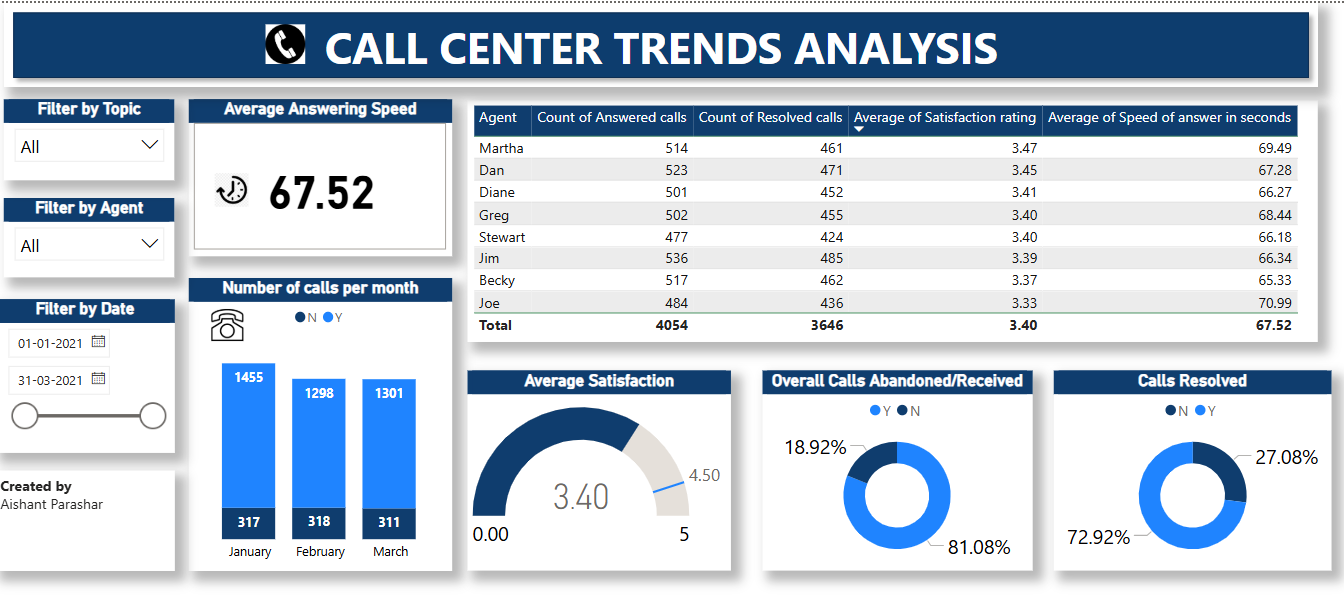 CALL CENTER TRENDS ANALYSIS
Filter by Topic
All
Filter by Agent
All
Filter by Date
01-01-2021
31-03-2021
Created by
Aishant Parashar
Average Answering Speed
67.52
Number of calls per month
N Y
1455 1298 1301
317 318 311
January February March
Agent Count of Answered calls Count of Resolved calls Average of Satisfaction rating Average of Speed of answer in seconds
Martha 514 461 3.47 69.49
Dan 523 471 3.45 67.28
Diane 501 452 3.41 66.27
Greg 502 455 3.40 68.44
Stewart 477 424 3.40 66.18
Jim 536 485 3.39 66.34
Becky 517 462 3.37 65.33
Joe 484 436 3.33 70.99
Total 4054 3646 3.40 67.52
Average Satisfaction
4.50
3.40
0.00 5
Overall Calls Abandoned/Received
Y N
18.92%
81.08%
Calls Resolved
N Y
27.08%
72.92%